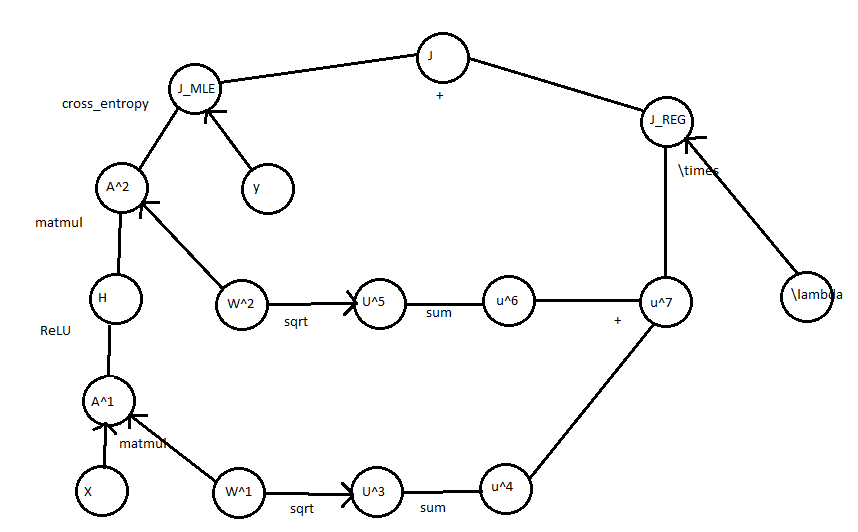 J
+
J_MLE
cross_entropy
J_REG
\times
A^2
y
matmul
H
W^2
sqrt
U^5
sum
u^6
u^7
+
\lambda
ReLU
A^1
matmul
X
W^1
sqrt
U^3
sum
u^4